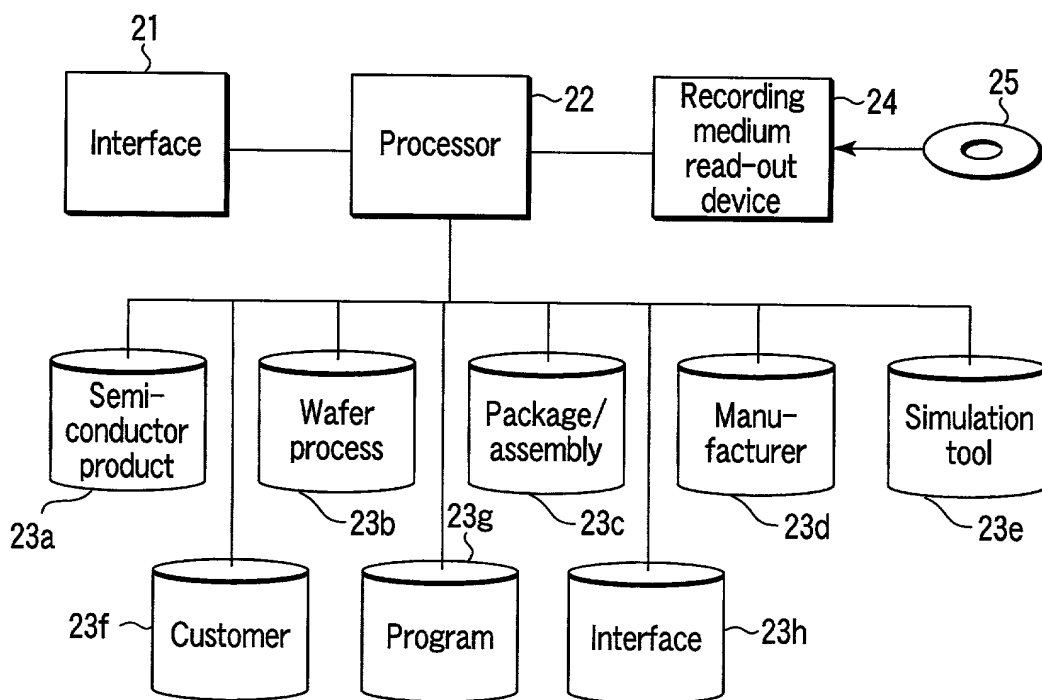 21
Interface
22
Processor
24
Recording
medium
read-out
device
25
Semi-
conductor
product
23a
Wafer
process
23b
Package/
assembly
23c
Manu-
facturer
23d
Simulation
tool
23e
Customer
23f
Program
23g
Interface
23h